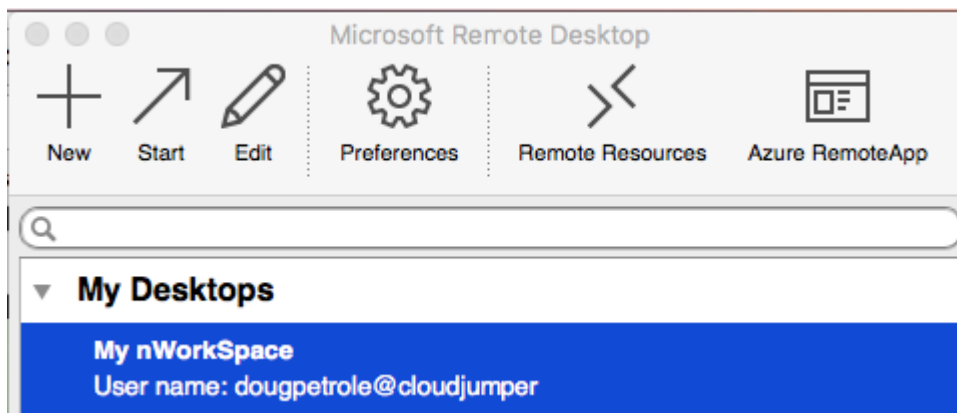 Microsoft Remote Desktop
New Start Edit Preferences Remote Resources Azure RemoteApp
My Desktops
My nWorkSpace
User name: dougpetrole@cloudjumper